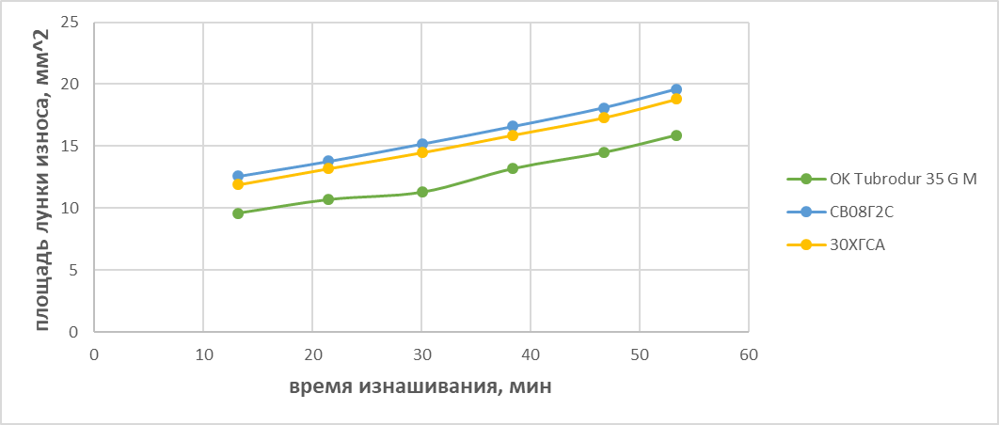 25
20
15
10
5
0
0 10 20 30 40 50 60
площадь лунки износа, мм^2
время изнашивания, мин
OK Tubrodur 35 G M
СВ08Г2С
30ХГСА